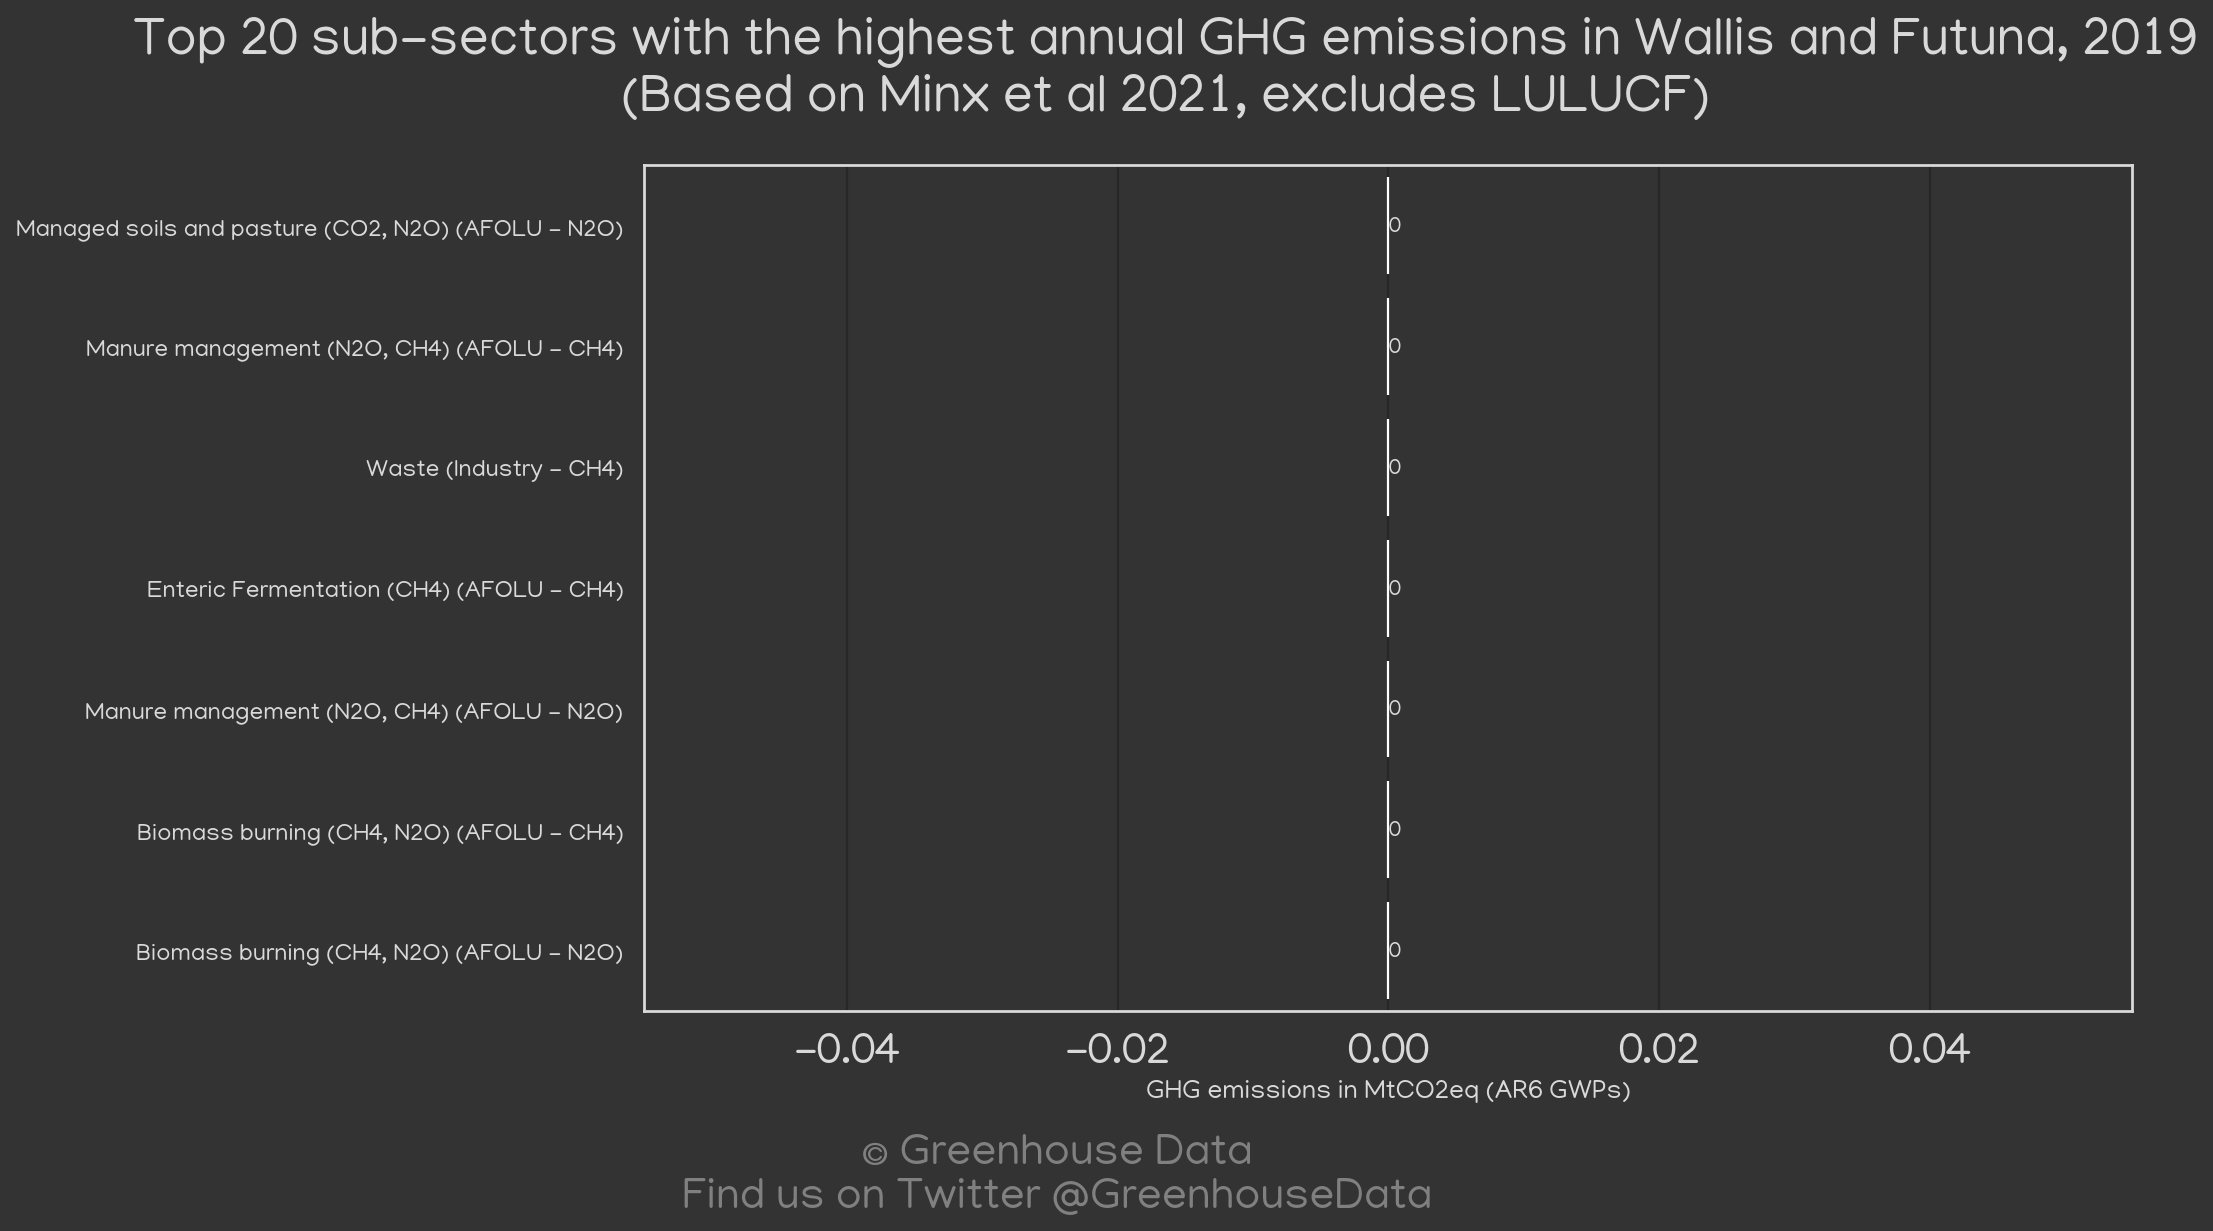 Top 20 sub-sectors with the highest annual GHG emissions in Wallis and Futuna, 2019
(Based on Minx et al 2021, excludes LULUCF)
Managed soils and pasture (CO2, N2O) (AFOLU - N2O)
0
Manure management (N2O, CH4) (AFOLU - CH4)
0
Waste (Industry - CH4)
0
Enteric Fermentation (CH4) (AFOLU - CH4)
0
Manure management (N2O, CH4) (AFOLU - N2O)
0
Biomass burning (CH4, N2O) (AFOLU - CH4)
0
Biomass burning (CH4, N2O) (AFOLU - N2O)
0
-0.04 -0.02 0.00 0.02 0.04
GHG emissions in MtCO2eq (AR6 GWPs)
© Greenhouse Data
Find us on Twitter @GreenhouseData